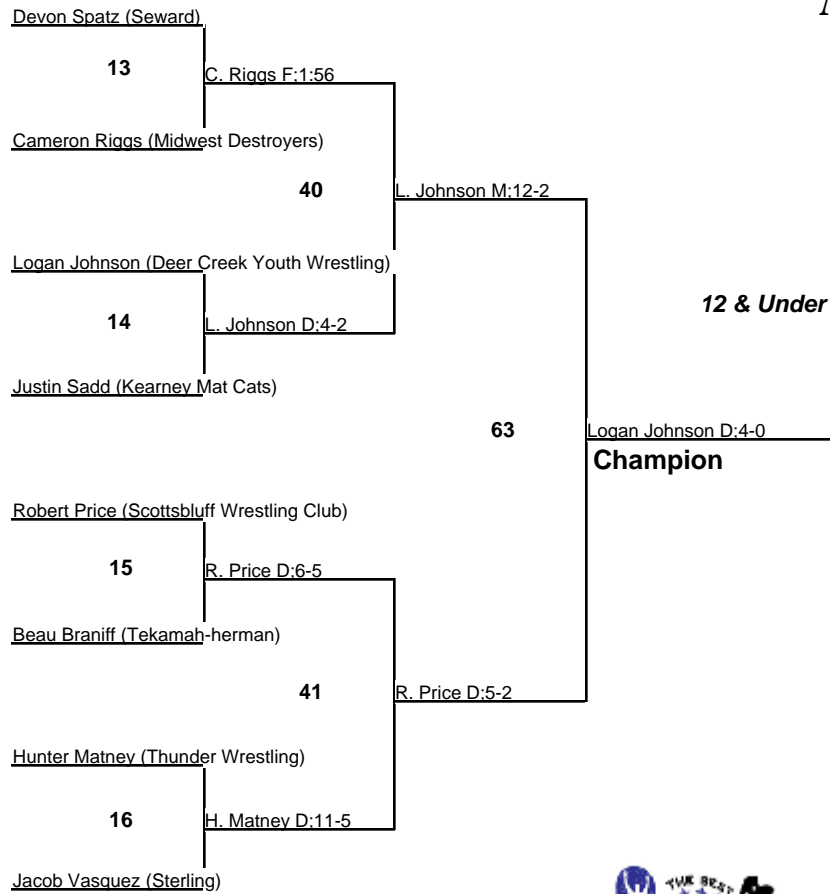 Devon Spatz (Seward)
13
C. Riggs F;1:56
Cameron Riggs (Midwest Destroyers)
40
L. Johnson M;12-2
Logan Johnson (Deer Creek Youth Wrestling)
12 & Under
14
L. Johnson D;4-2
Justin Sadd (Kearney Mat Cats)
63
Logan Johnson D;4-0
Champion
Robert Price (Scottsbluff Wrestling Club)
15
R. Price D;6-5
Beau Braniff (Tekamah-herman)
41
R. Price D;5-2
Hunter Matney (Thunder Wrestling)
16
H. Matney D;11-5
Jacob Vasquez (Sterling)
THE BEST